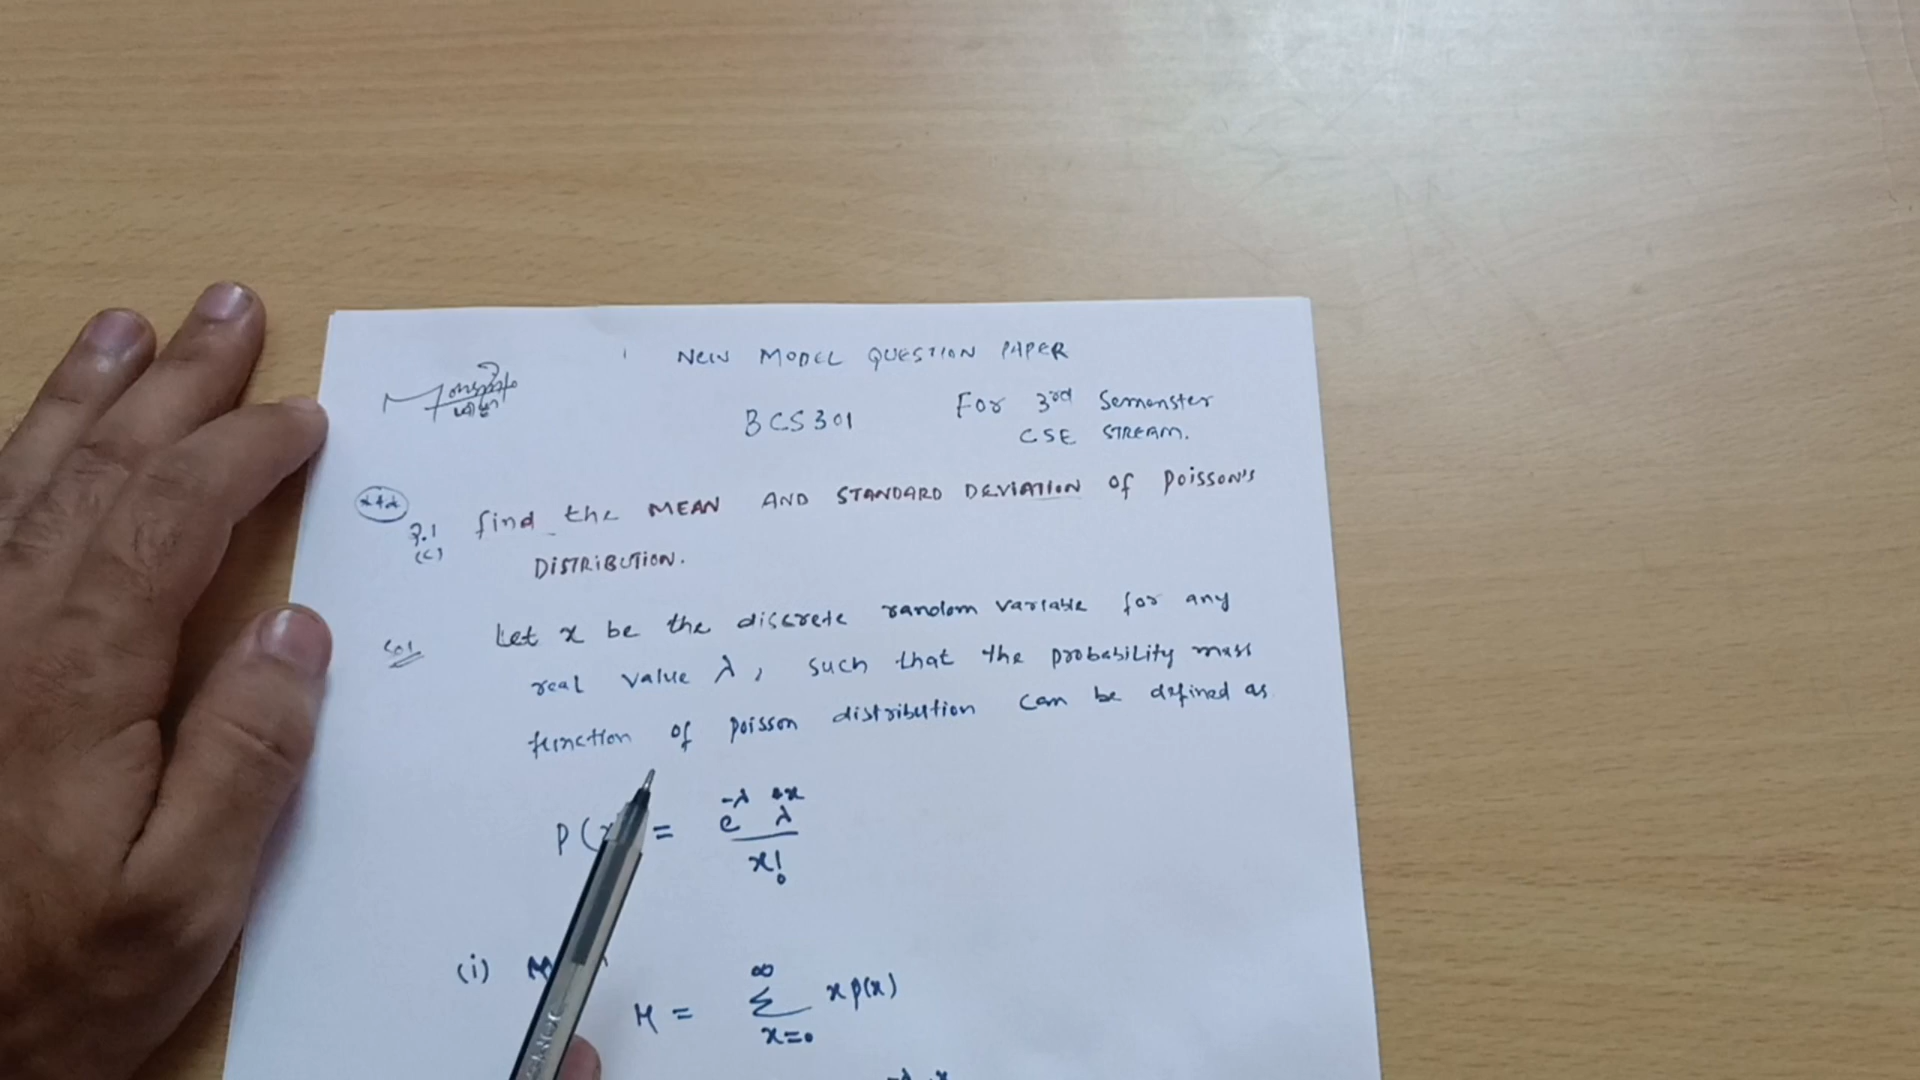 NEW MODEL QUESTION PAPER
BCS301 For 3rd Semenster
CSE STREAM.
Q.1 find the MEAN AND STANDARD DEVIATION of Poisson's
(C)
DISTRIBUTION.
Sol Let x be the discrete random variable for any
real value λ, such that the probability mass
function of poisson distribution can be defined as
P(x = e^-λ λ^x / x!
(i)
μ = ∞ Σ x=0 x p(x)